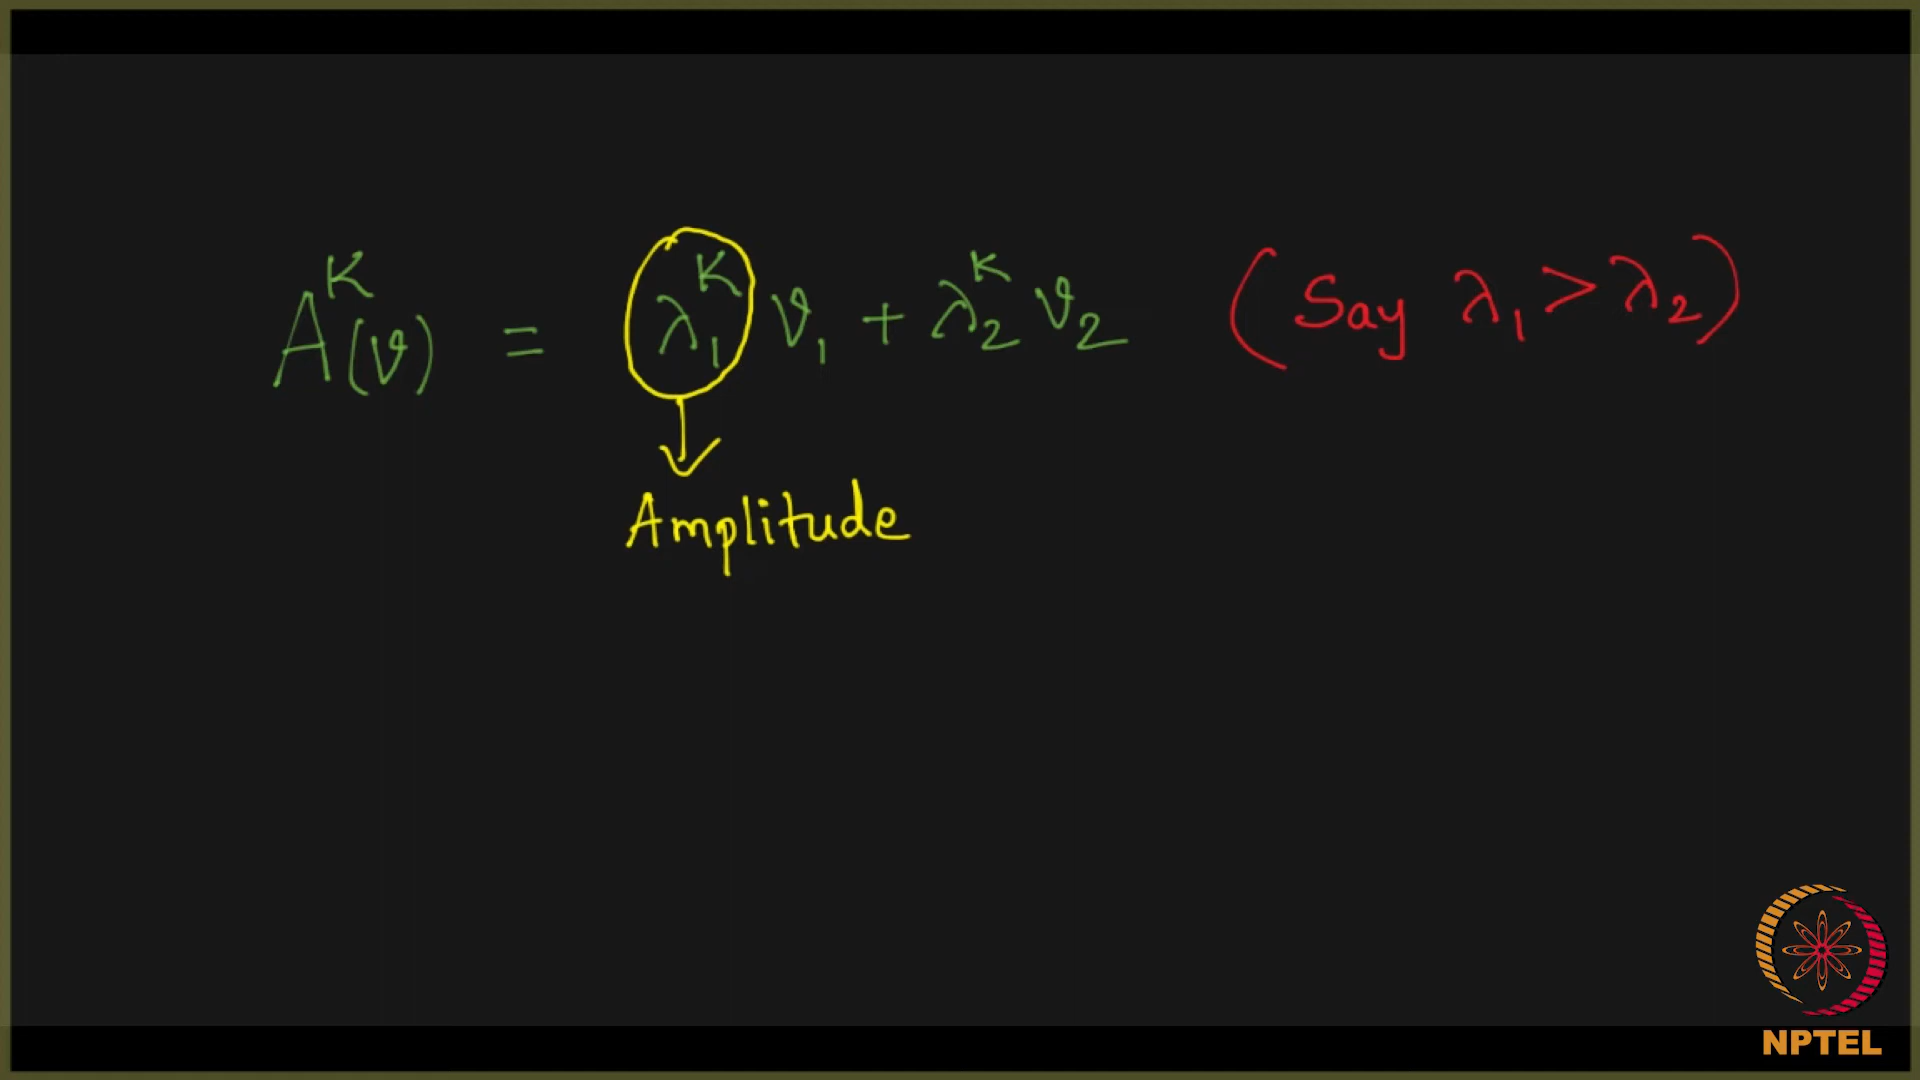 A^K(v) = λ₁^K v₁ + λ₂^K v₂ (Say λ₁ > λ₂)
Amplitude
NPTEL